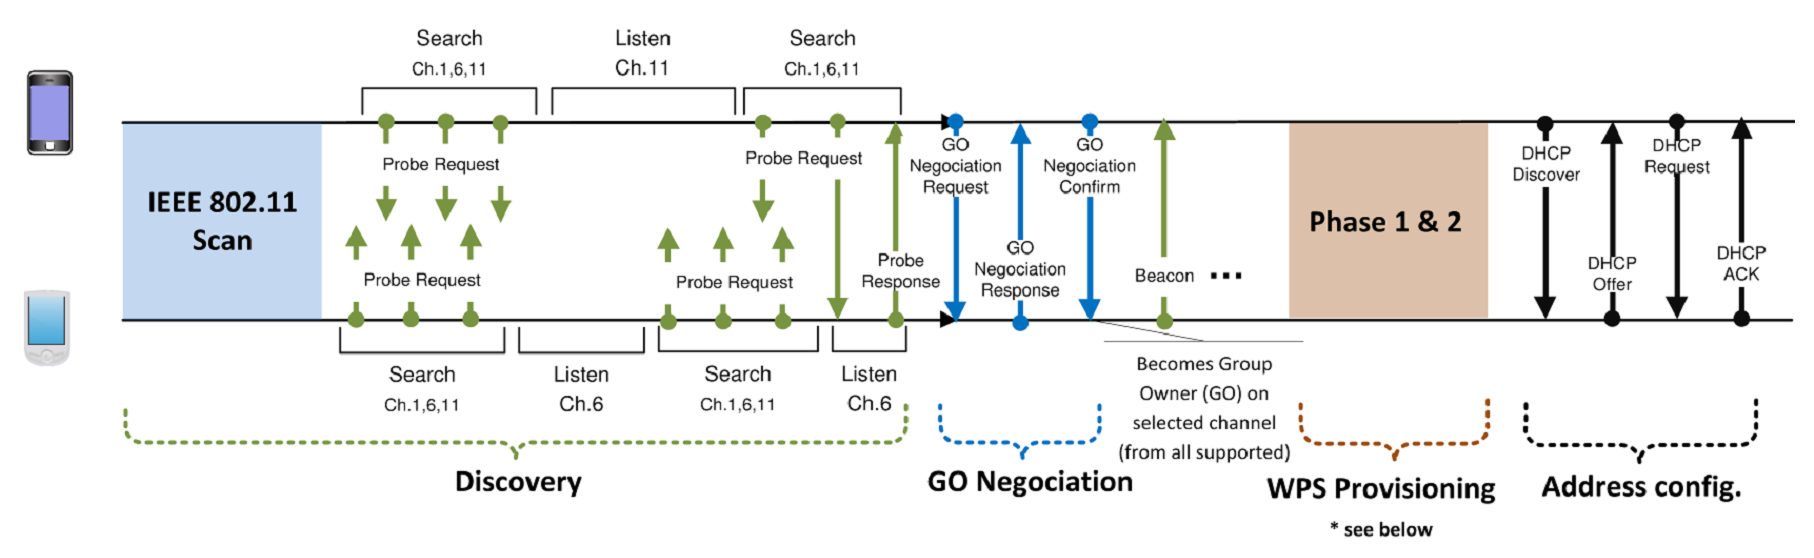 Search
Ch.1,6,11
Listen
Ch.11
Search
Ch.1,6,11
IEEE 802.11
Scan
Probe Request
Probe Request
Probe Request
Probe Request
Probe
Response
GO
Negociation
Request
GO
Negociation
Response
GO
Negociation
Confirm
Beacon
...
Phase 1 & 2
DHCP
Discover
DHCP
Offer
DHCP
Request
DHCP
ACK
Search
Ch.1,6,11
Listen
Ch.6
Search
Ch.1,6,11
Listen
Ch.6
Becomes Group
Owner (GO) on
selected channel
(from all supported)
Discovery
GO Negociation
WPS Provisioning
* see below
Address config.